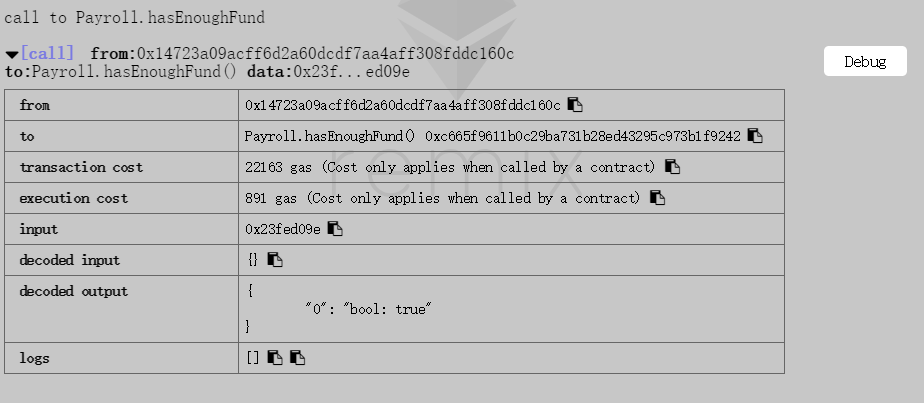 call to Payroll.hasEnoughFund
[call] from:0x14723a09acff6d2a60dcdf7aa4aff308fddc160c
to:Payroll.hasEnoughFund() data:0x23f...ed09e
Debug
from 0x14723a09acff6d2a60dcdf7aa4aff308fddc160c
to Payroll.hasEnoughFund() 0xc665f9611b0c29ba731b28ed43295c973b1f9242
transaction cost 22163 gas (Cost only applies when called by a contract)
execution cost 891 gas (Cost only applies when called by a contract)
input 0x23fed09e
decoded input {}
decoded output {
"0": "bool: true"
}
logs []
remix